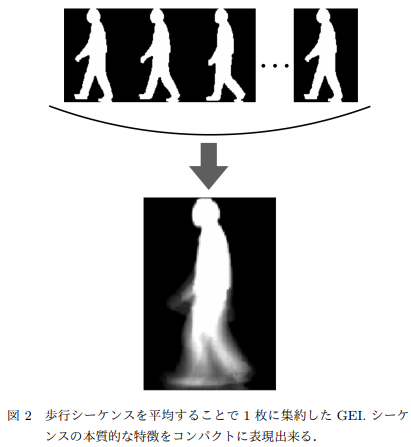 図 2 歩行シーケンスを平均することで 1 枚に集約した GEI. シーケ
ンスの本質的な特徴をコンパクトに表現出来る.